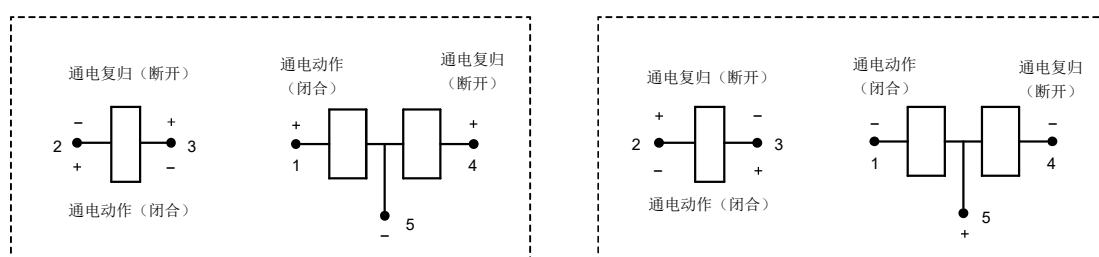 通电复归（断开）
－ ＋
2 3
＋ －
通电动作（闭合）
通电动作
（闭合）
通电复归
（断开）
＋ ＋
1 4
5
－
通电复归（断开）
＋ －
2 3
－ ＋
通电动作（闭合）
通电动作
（闭合）
通电复归
（断开）
－ －
1 4
5
＋